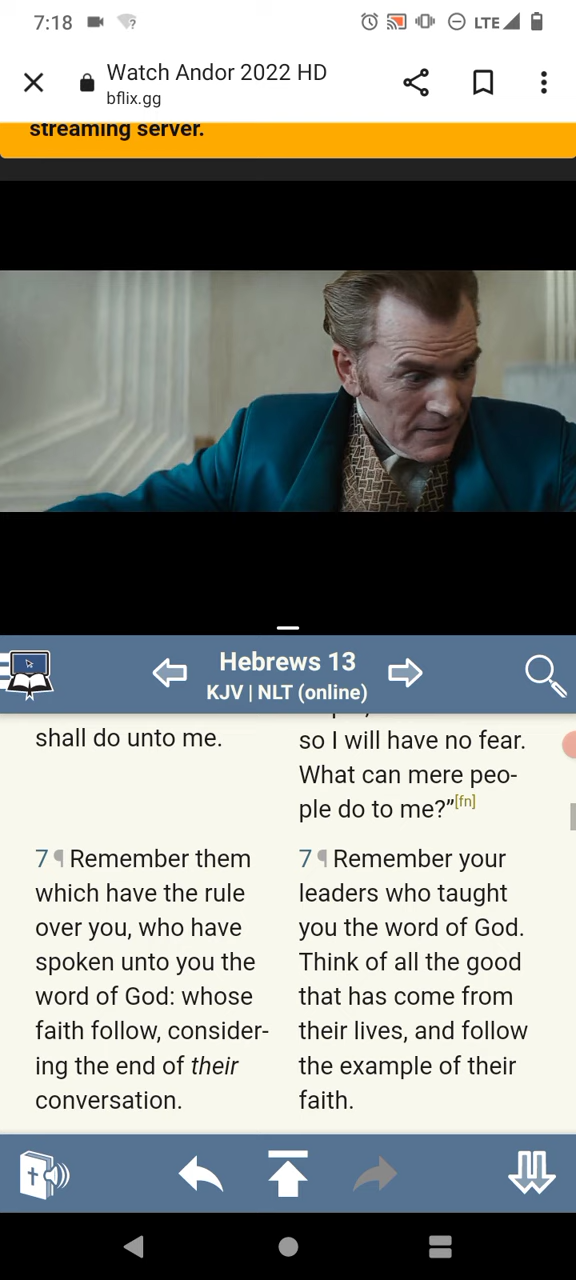 7:18
LTE
Watch Andor 2022 HD
bflix.gg
streaming server.
Hebrews 13
KJV | NLT (online)
shall do unto me.
7 ¶ Remember them
which have the rule
over you, who have
spoken unto you the
word of God: whose
faith follow, consider-
ing the end of their
conversation.
so I will have no fear.
What can mere peo-
ple do to me?”[fn]
7 ¶ Remember your
leaders who taught
you the word of God.
Think of all the good
that has come from
their lives, and follow
the example of their
faith.